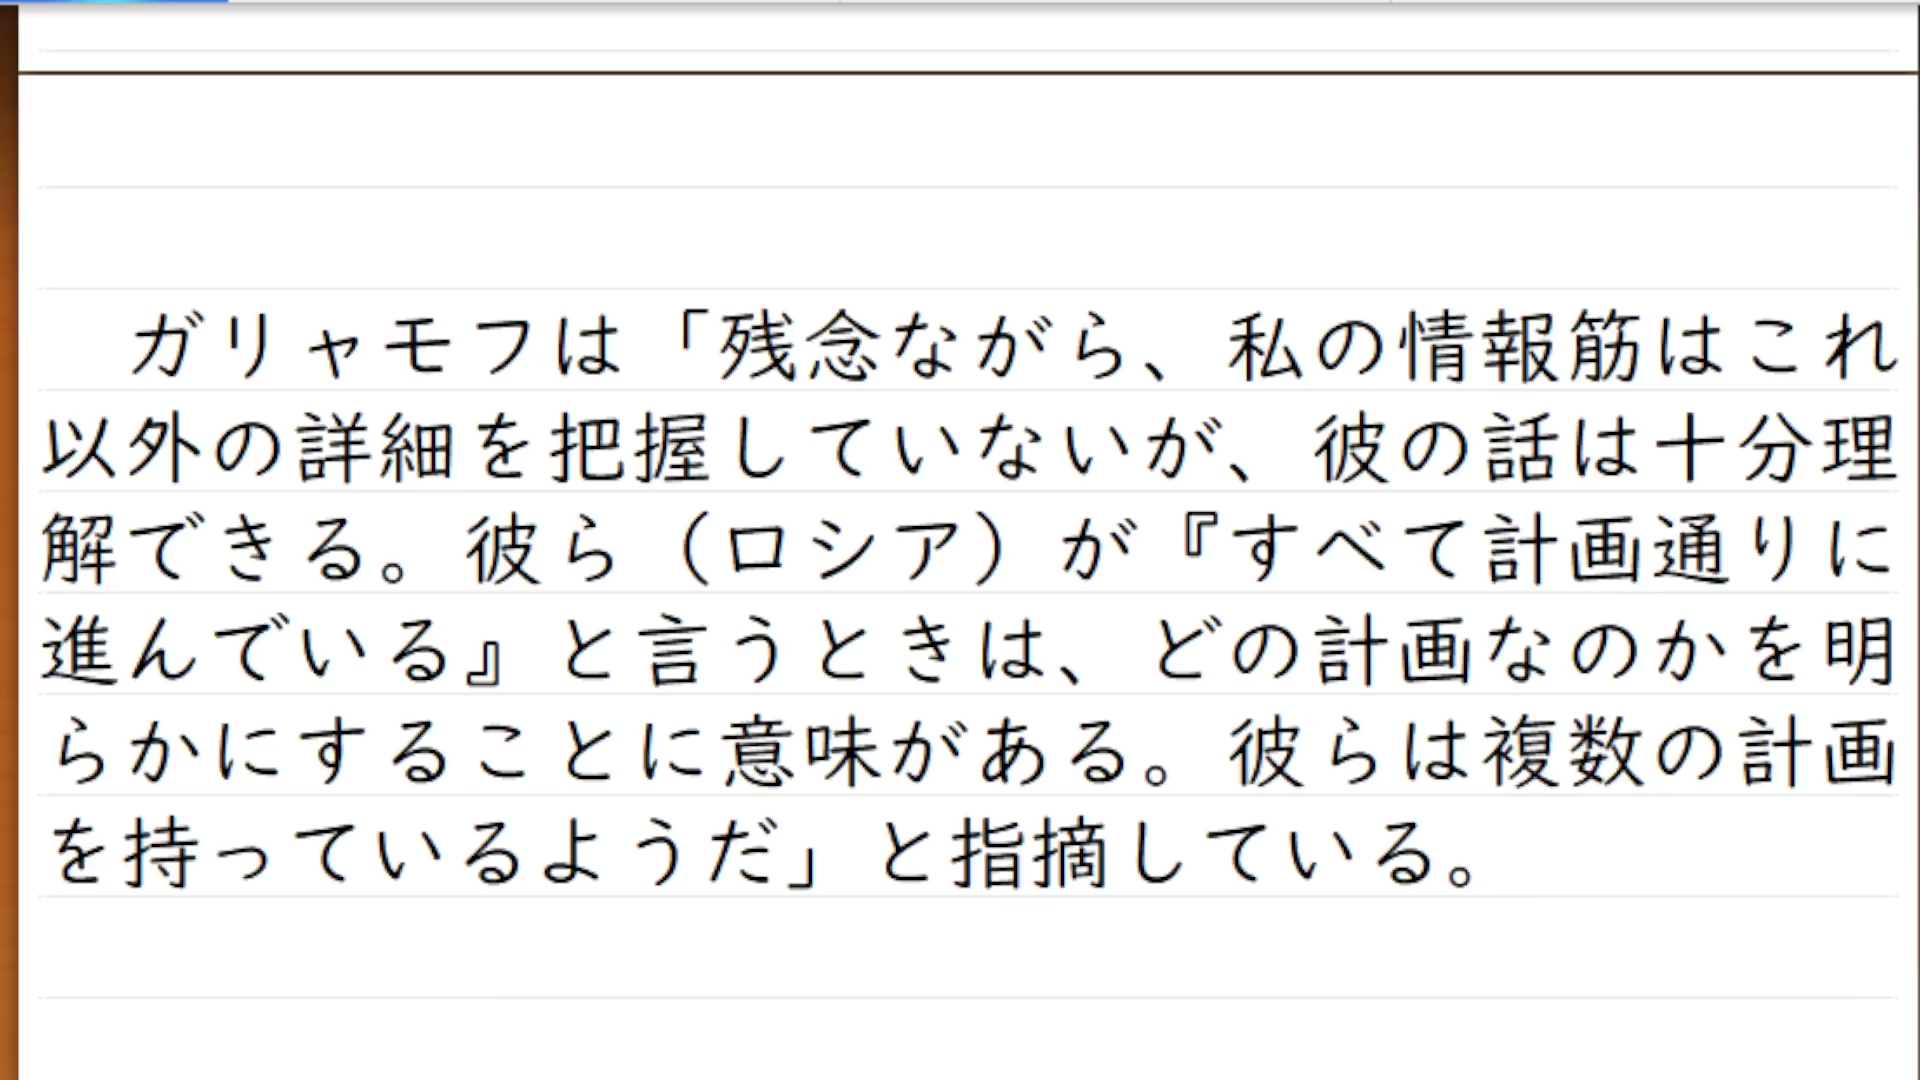 ガリャモフは「残念ながら、私の情報筋はこれ
以外の詳細を把握していないが、彼の話は十分理
解できる。彼ら（ロシア）が『すべて計画通りに
進んでいる』と言うときは、どの計画なのかを明
らかにすることに意味がある。彼らは複数の計画
を持っているようだ」と指摘している。